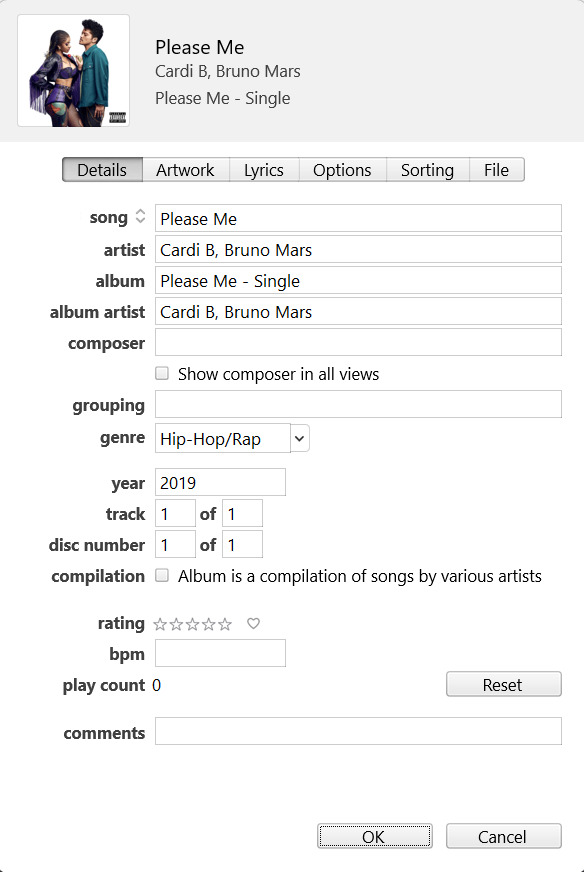 Please Me
Cardi B, Bruno Mars
Please Me - Single
Details Artwork Lyrics Options Sorting File
song Please Me
artist Cardi B, Bruno Mars
album Please Me - Single
album artist Cardi B, Bruno Mars
composer
Show composer in all views
grouping
genre Hip-Hop/Rap
year 2019
track 1 of 1
disc number 1 of 1
compilation Album is a compilation of songs by various artists
rating
bpm
play count 0 Reset
comments
OK Cancel